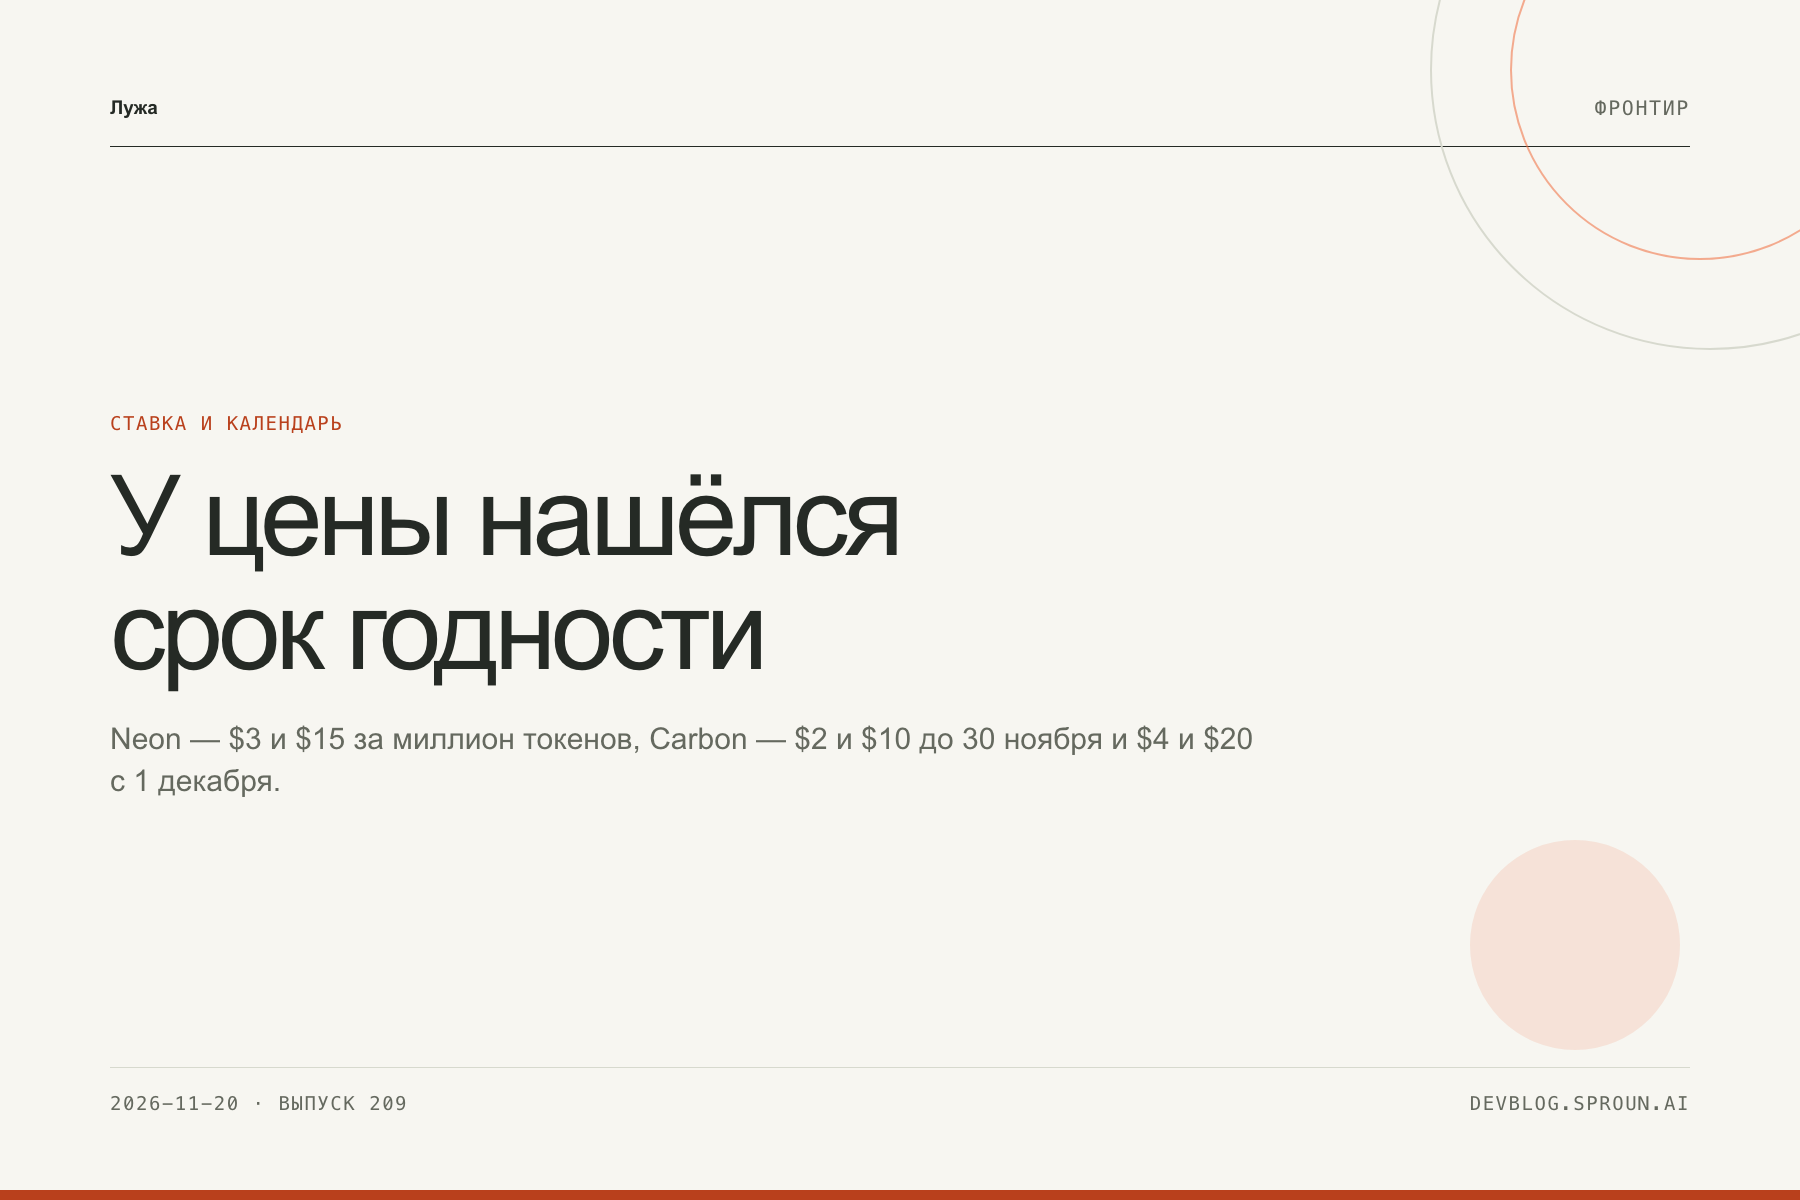 Лужа
ФРОНТИР
СТАВКА И КАЛЕНДАРЬ
У цены нашёлся
срок годности
Neon — $3 и $15 за миллион токенов, Carbon — $2 и $10 до 30 ноября и $4 и $20
с 1 декабря.
2026−11−20 · ВЫПУСК 209
DEVBLOG.SPROUN.AI